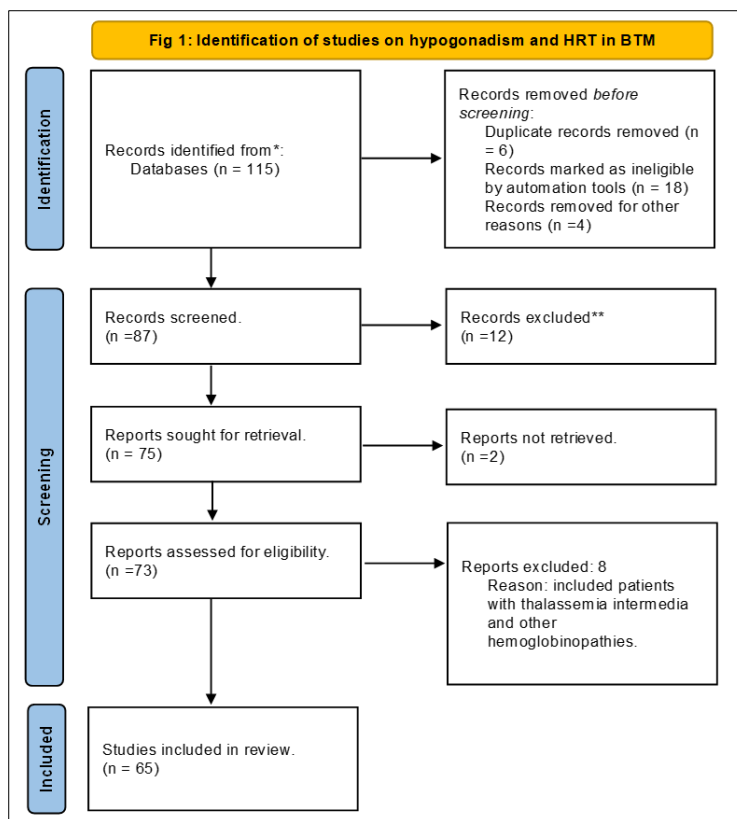 Fig 1: Identification of studies on hypogonadism and HRT in BTM
Identification
Records identified from*:
Databases (n = 115)
Records removed before
screening:
Duplicate records removed (n
= 6)
Records marked as ineligible
by automation tools (n = 18)
Records removed for other
reasons (n =4)
Screening
Records screened.
(n =87)
Records excluded**
(n =12)
Reports sought for retrieval.
(n = 75)
Reports not retrieved.
(n =2)
Reports assessed for eligibility.
(n =73)
Reports excluded: 8
Reason: included patients
with thalassemia intermedia
and other
hemoglobinopathies.
Included
Studies included in review.
(n = 65)